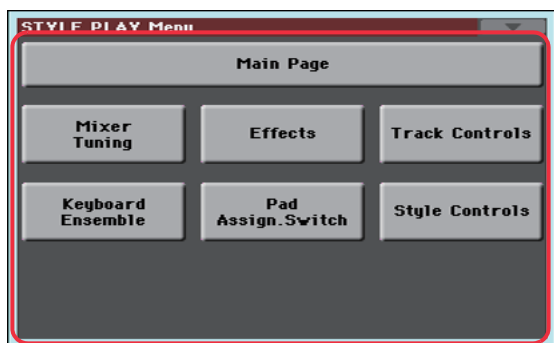 STYLE PLAY Menu
Main Page
Mixer
Tuning
Effects
Track Controls
Keyboard
Ensemble
Pad
Assign.Switch
Style Controls